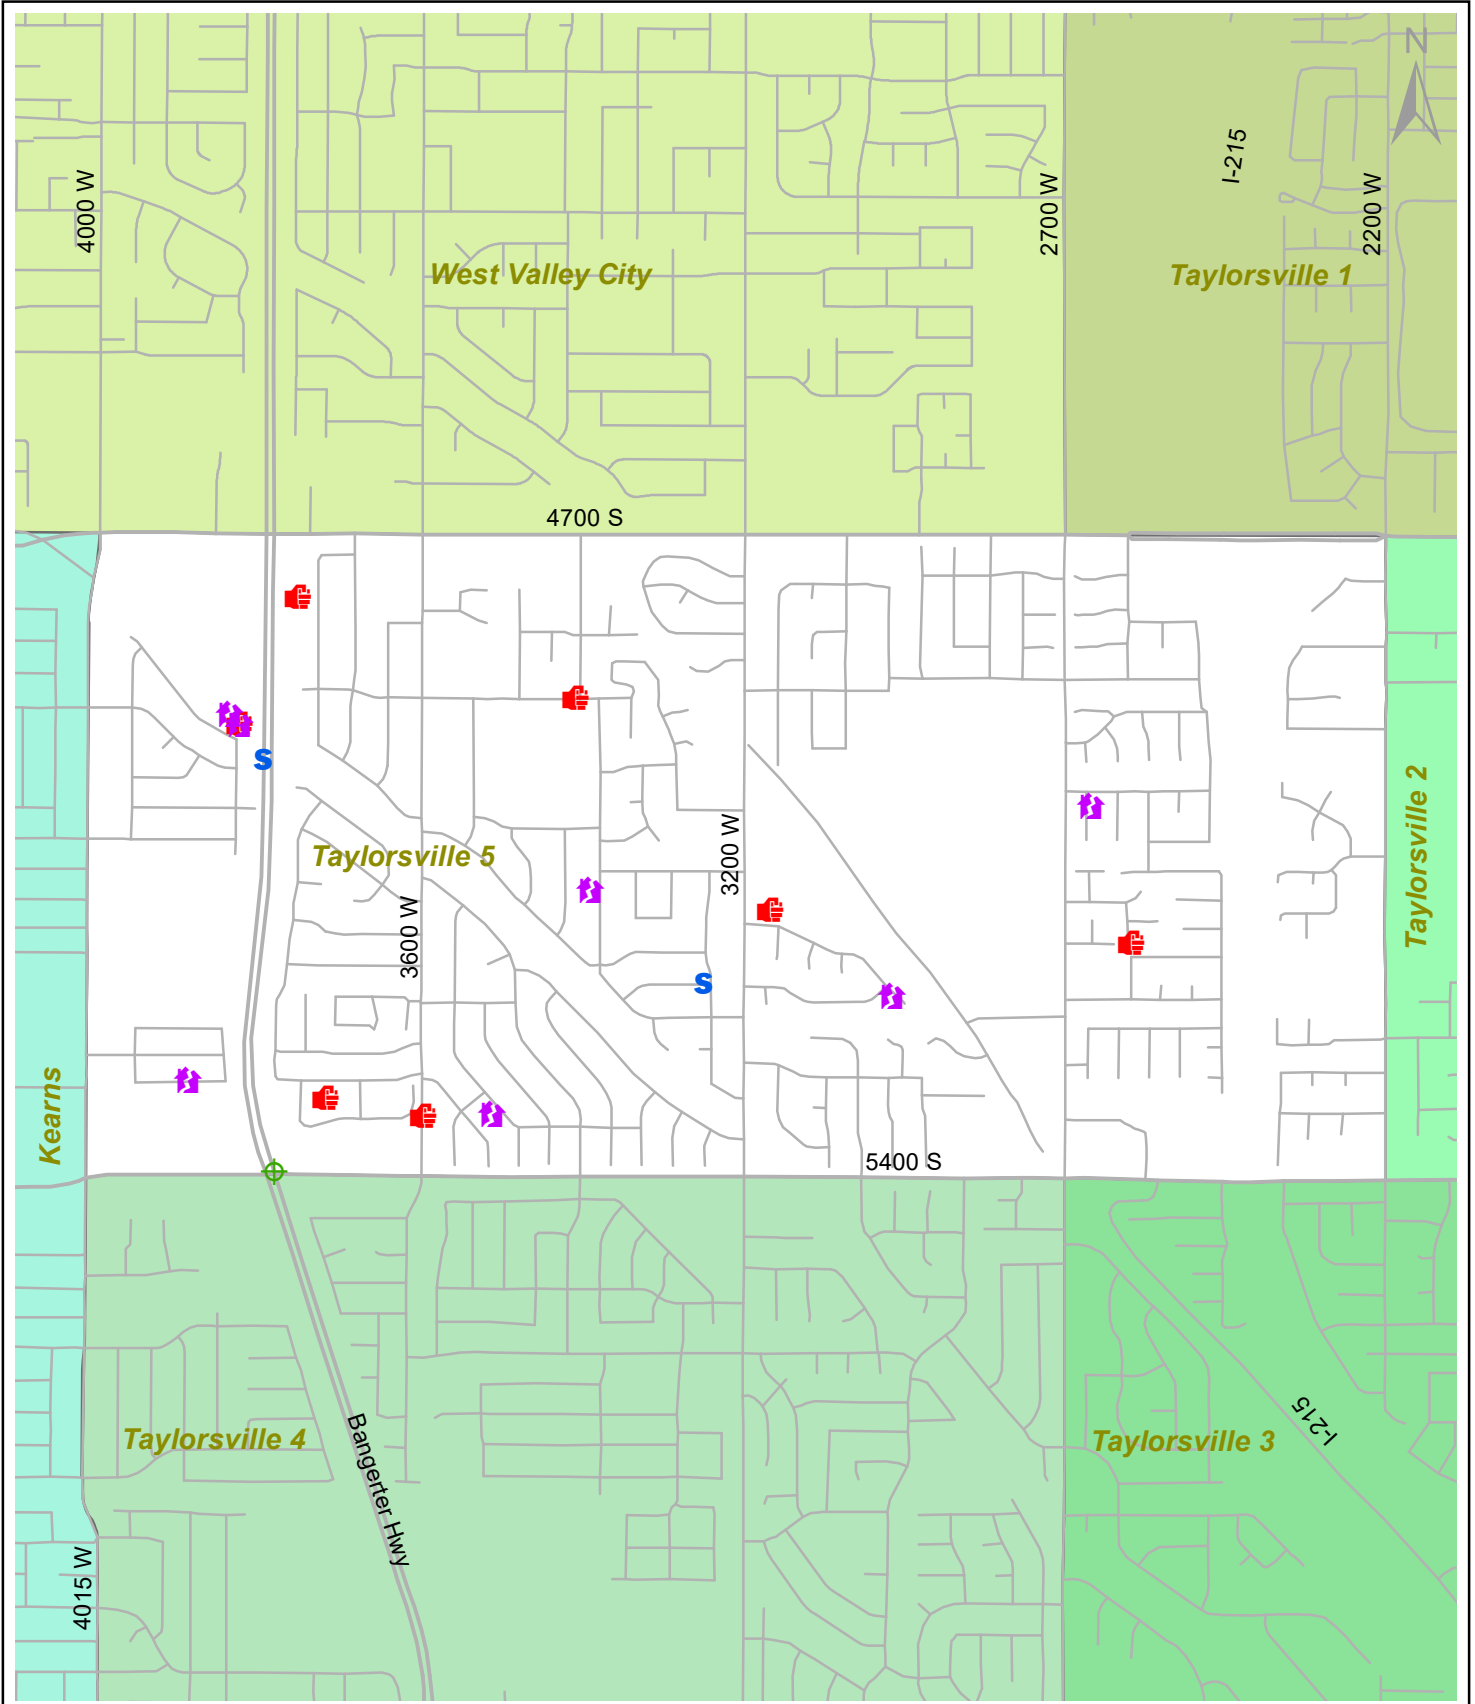 N
I-215
4000 W
2700 W
2200 W
West Valley City
Taylorsville 1
4700 S
S
Taylorsville 2
3200 W
Taylorsville 5
3600 W
S
Kearns
5400 S
I-215
Taylorsville 4
Taylorsville 3
Bangerter Hwy
4015 W